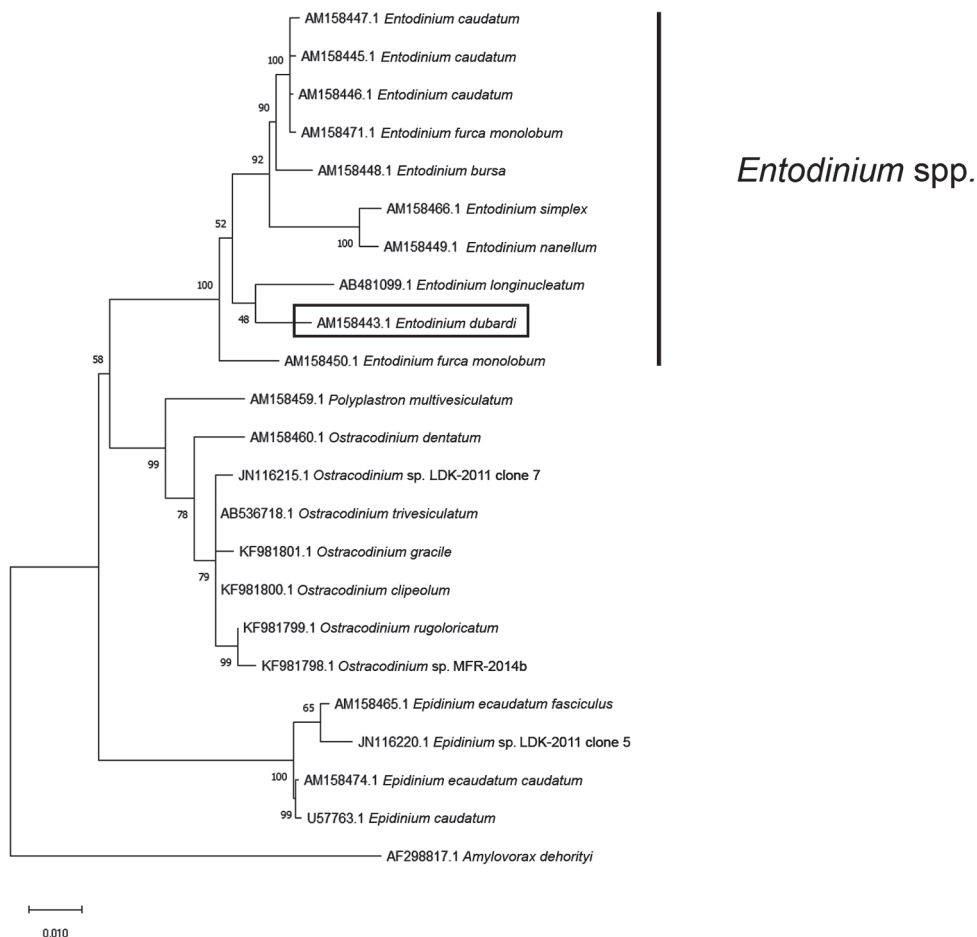 AM158447.1 Entodinium caudatum
100
AM158445.1 Entodinium caudatum
AM158446.1 Entodinium caudatum
90
AM158471.1 Entodinium furca monolobum
92
AM158448.1 Entodinium bursa
Entodinium spp.
AM158466.1 Entodinium simplex
52
100
AM158449.1 Entodinium nanellum
100
AB481099.1 Entodinium longinucleatum
48
AM158443.1 Entodinium dubardi
58
AM158450.1 Entodinium furca monolobum
AM158459.1 Polyplastron multivesiculatum
AM158460.1 Ostracodinium dentatum
99
JN116215.1 Ostracodinium sp. LDK-2011 clone 7
78
AB536718.1 Ostracodinium trivesiculatum
KF981801.1 Ostracodinium gracile
79
KF981800.1 Ostracodinium clipeolum
KF981799.1 Ostracodinium rugoloricatum
99
KF981798.1 Ostracodinium sp. MFR-2014b
65
AM158465.1 Epidinium ecaudatum fasciculus
JN116220.1 Epidinium sp. LDK-2011 clone 5
100
AM158474.1 Epidinium ecaudatum caudatum
99
U57763.1 Epidinium caudatum
AF298817.1 Amylovorax dehorityi
0.010